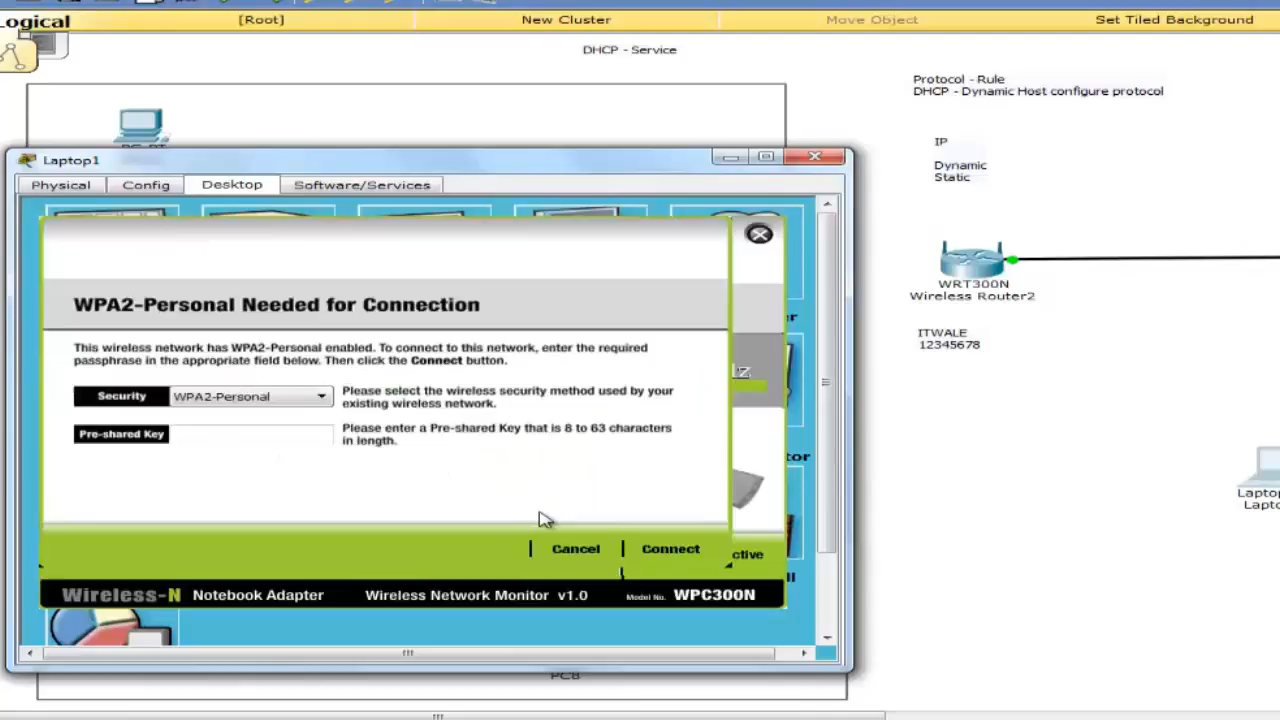 Logical
[Root]
New Cluster
Move Object
Set Tiled Background
DHCP - Service
Protocol - Rule
DHCP - Dynamic Host configure protocol
IP
Dynamic
Static
Laptop1
Physical
Config
Desktop
Software/Services
WPA2-Personal Needed for Connection
This wireless network has WPA2-Personal enabled. To connect to this network, enter the required
passphrase in the appropriate field below. Then click the Connect button.
Security
WPA2-Personal
Please select the wireless security method used by your
existing wireless network.
Pre-shared Key
Please enter a Pre-shared Key that is 8 to 63 characters
in length.
Cancel
Connect
ctive
Wireless-N Notebook Adapter
Wireless Network Monitor v1.0
Model No. WPC300N
WRT300N
Wireless Router2
ITWALE
12345678
Laptop
Lapto